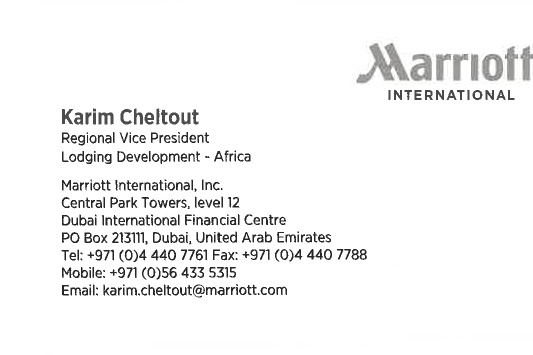 Marriott
INTERNATIONAL
Karim Cheltout
Regional Vice President
Lodging Development - Africa
Marriott International, Inc.
Central Park Towers, level 12
Dubai International Financial Centre
PO Box 213111, Dubai, United Arab Emirates
Tel: +971 (0)4 440 7761 Fax: +971 (0)4 440 7788
Mobile: +971 (0)56 433 5315
Email: karim.cheltout@marriott.com